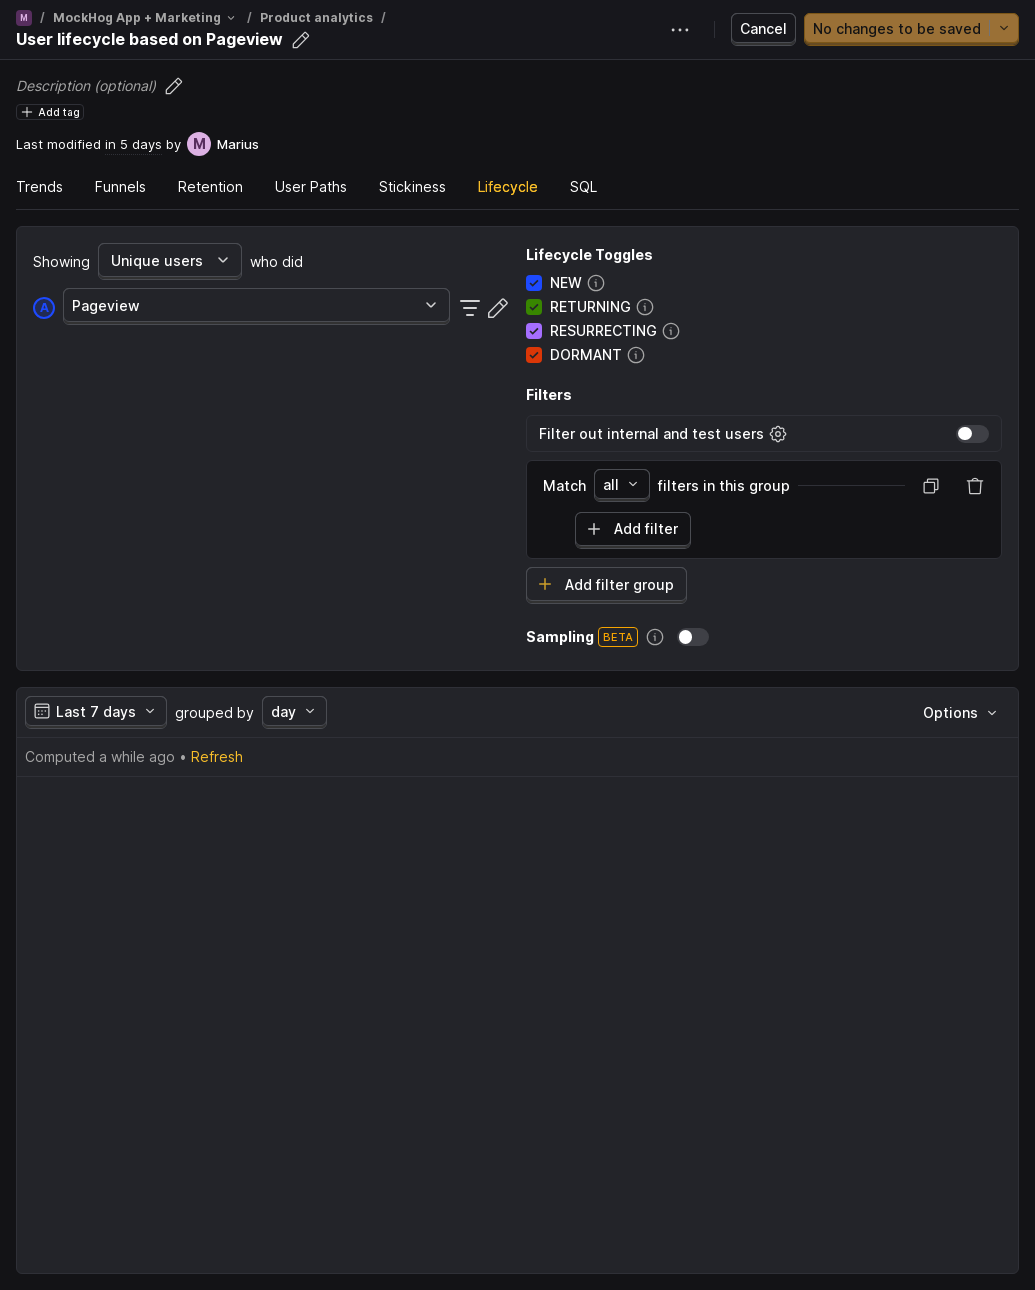 M / MockHog App + Marketing / Product analytics /
User lifecycle based on Pageview
Cancel
No changes to be saved
Description (optional)
Add tag
Last modified in 5 days by M Marius
Trends Funnels Retention User Paths Stickiness Lifecycle SQL
Showing Unique users who did
A Pageview
Lifecycle Toggles
NEW
RETURNING
RESURRECTING
DORMANT
Filters
Filter out internal and test users
Match all filters in this group
Add filter
Add filter group
Sampling BETA
Last 7 days grouped by day
Options
Computed a while ago • Refresh